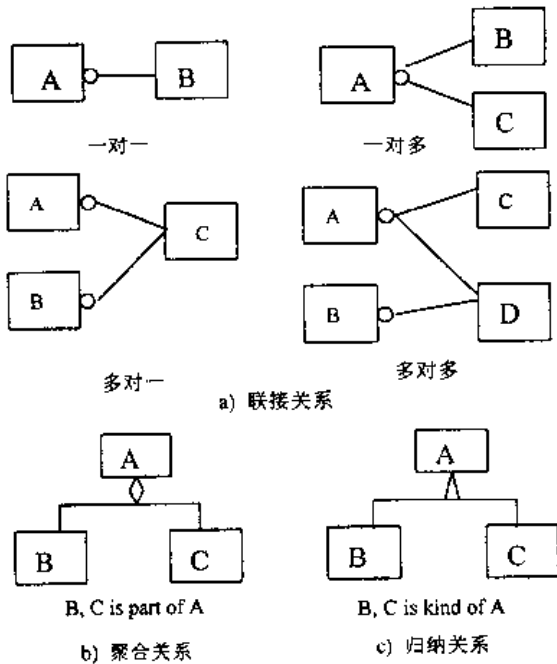 A B
一对一
A B C
一对多
A B C
多对一
A B C D
多对多
a) 联接关系
A
B C
B, C is part of A
b) 聚合关系
A
B C
B, C is kind of A
c) 归纳关系